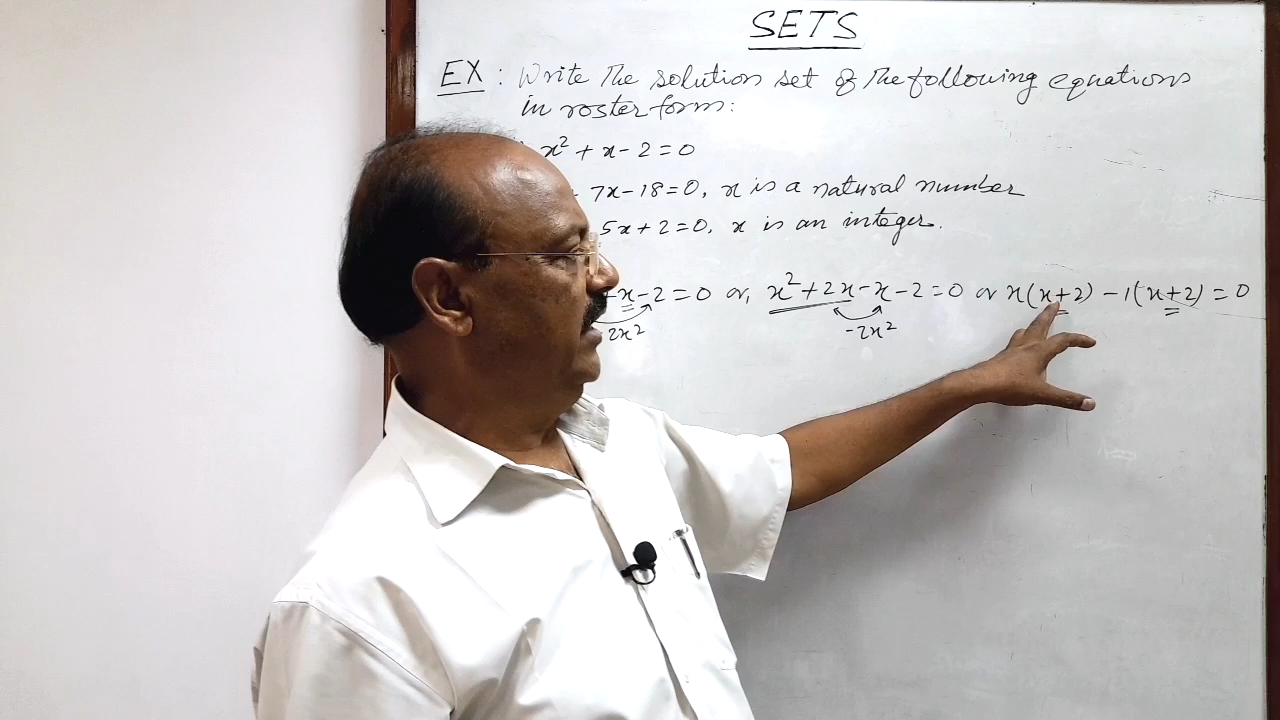 SETS
EX : Write the solution set of the following equations
in roster form:
x² + x - 2 = 0
7x - 18 = 0, x is a natural number
5x + 2 = 0, x is an integer.
+x - 2 = 0 or, x² + 2x - x - 2 = 0 or x(x+2) - 1(x+2) = 0
2x² -2x²